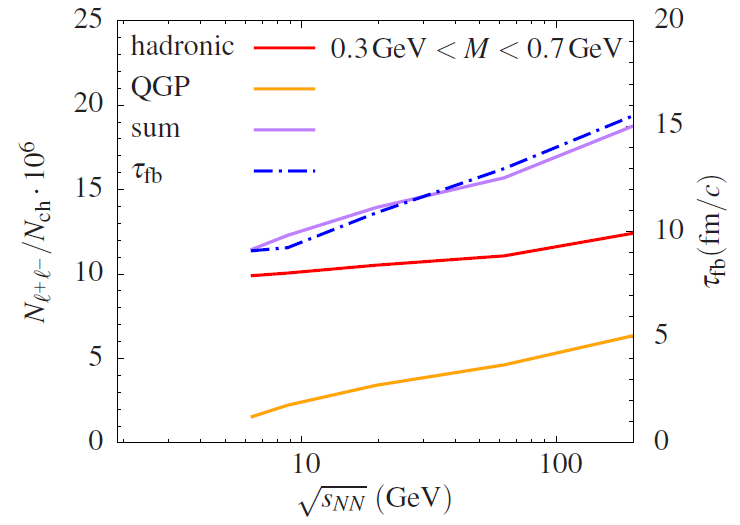 25
20
15
10
5
0
20
15
10
5
0
10
100
hadronic
QGP
sum
τfb
0.3 GeV < M < 0.7 GeV
Nℓ+ℓ−/Nch · 10⁶
τfb(fm/c)
√sNN (GeV)